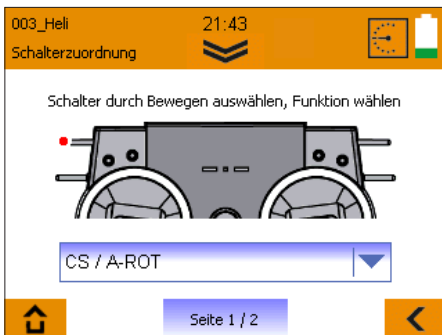 003_Heli
21:43
Schalterzuordnung
Schalter durch Bewegen auswählen, Funktion wählen
CS / A-ROT
Seite 1 / 2